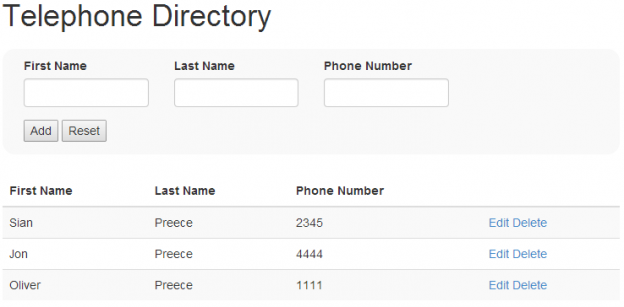 Telephone Directory
First Name Last Name Phone Number
Add Reset
First Name Last Name Phone Number
Sian Preece 2345 Edit Delete
Jon Preece 4444 Edit Delete
Oliver Preece 1111 Edit Delete